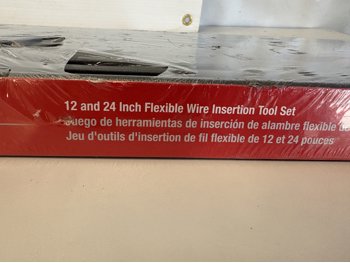 12 and 24 Inch Flexible Wire Insertion Tool Set
Juego de herramientas de inserción de alambre flexible de
Jeu d'outils d'insertion de fil flexible de 12 et 24 pouces